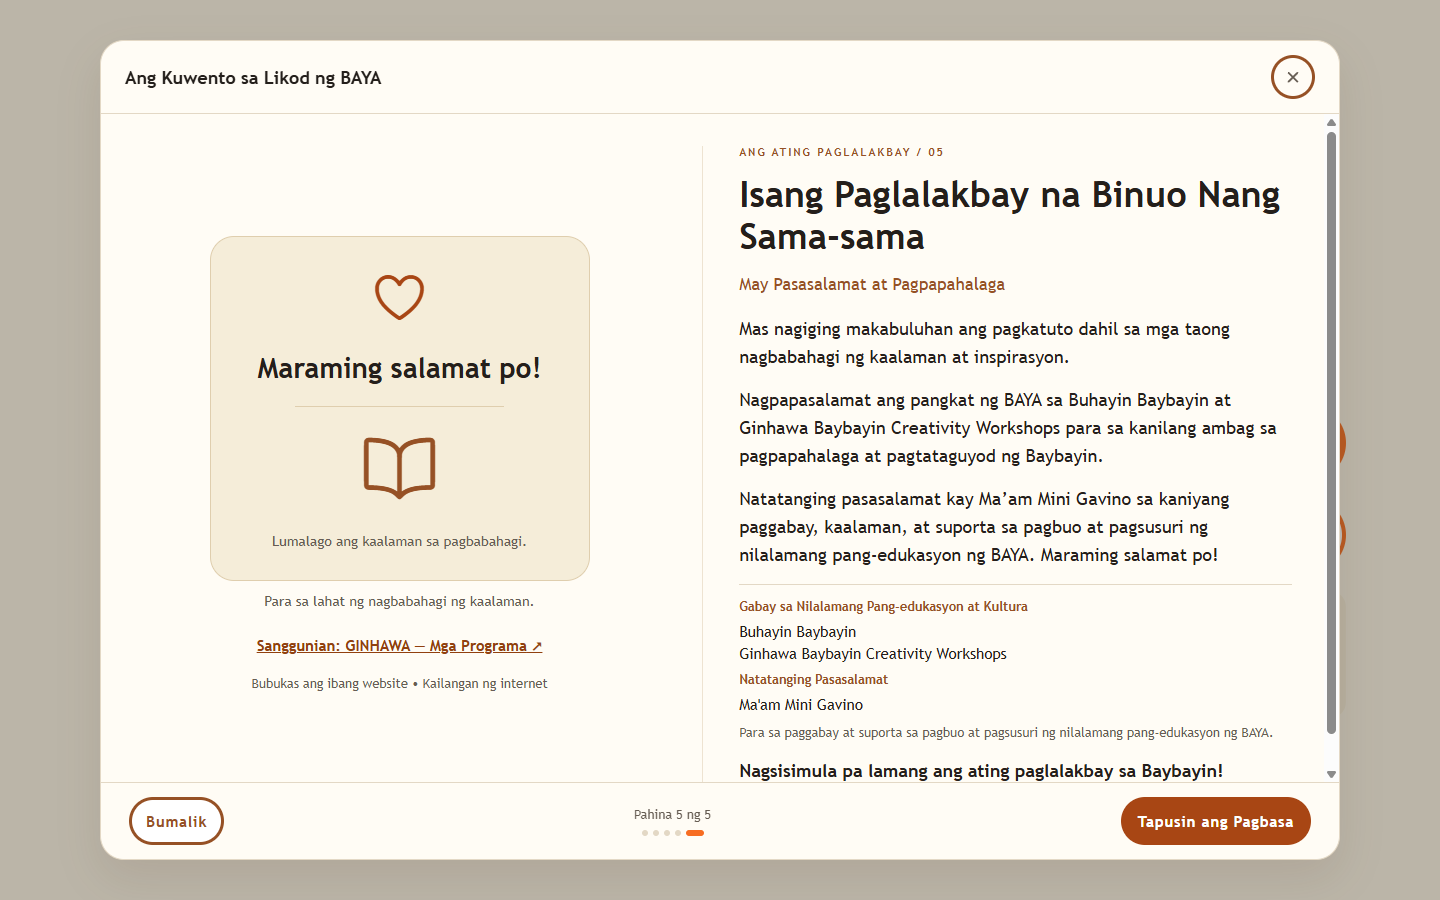 Ang Kuwento sa Likod ng BAYA
Maraming salamat po!
Lumalago ang kaalaman sa pagbabahagi.
Para sa lahat ng nagbabahagi ng kaalaman.
Sanggunian: GINHAWA — Mga Programa ↗
Bubukas ang ibang website • Kailangan ng internet
ANG ATING PAGLALAKBAY / 05
Isang Paglalakbay na Binuo Nang
Sama-sama
May Pasasalamat at Pagpapahalaga
Mas nagiging makabuluhan ang pagkatuto dahil sa mga taong
nagbabahagi ng kaalaman at inspirasyon.
Nagpapasalamat ang pangkat ng BAYA sa Buhayin Baybayin at
Ginhawa Baybayin Creativity Workshops para sa kanilang ambag sa
pagpapahalaga at pagtataguyod ng Baybayin.
Natatanging pasasalamat kay Ma’am Mini Gavino sa kaniyang
paggabay, kaalaman, at suporta sa pagbuo at pagsusuri ng
nilalamang pang-edukasyon ng BAYA. Maraming salamat po!
Gabay sa Nilalamang Pang-edukasyon at Kultura
Buhayin Baybayin
Ginhawa Baybayin Creativity Workshops
Natatanging Pasasalamat
Ma'am Mini Gavino
Para sa paggabay at suporta sa pagbuo at pagsusuri ng nilalamang pang-edukasyon ng BAYA.
Nagsisimula pa lamang ang ating paglalakbay sa Baybayin!
Bumalik
Pahina 5 ng 5
Tapusin ang Pagbasa